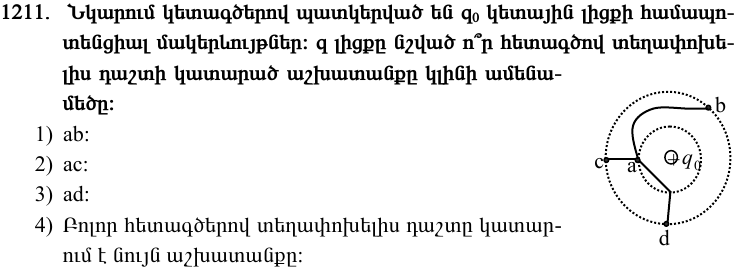 1211. Նկարում կետագծերով պատկերված են q₀ կետային լիցքի համապո-
տենցիալ մակերևույթներ: q լիցքը նշված ո՞ր հետագծով տեղափոխե-
լիս դաշտի կատարած աշխատանքը կլինի ամենա-
մեծը:
1) ab:
2) ac:
3) ad:
4) Բոլոր հետագծերով տեղափոխելիս դաշտը կատար-
ում է նույն աշխատանքը:
b
c
a
q₀
d